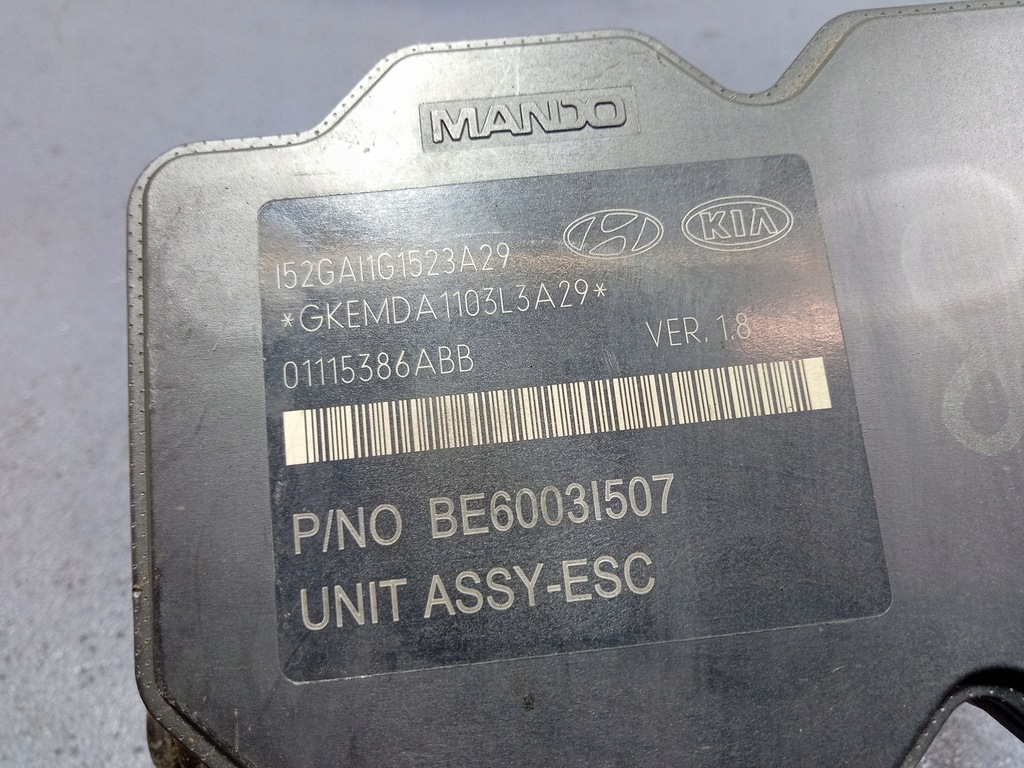 MANDO
KIA
I52GAI1G1523A29
*GKEMDA1103L3A29*
01115386ABB VER. 1.8
P/NO BE6003I507
UNIT ASSY-ESC